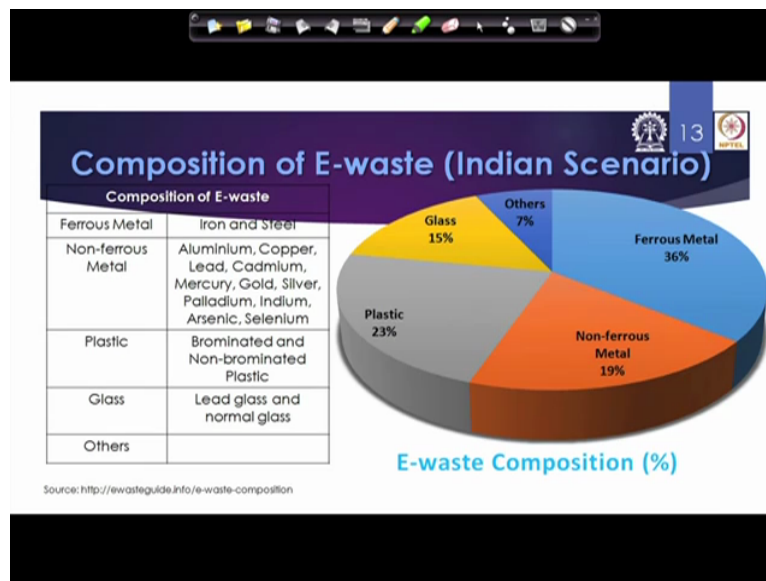 13
NPTEL
Composition of E-waste (Indian Scenario)
Composition of E-waste
Ferrous Metal
Iron and Steel
Non-ferrous
Metal
Aluminium, Copper,
Lead, Cadmium,
Mercury, Gold, Silver,
Palladium, Indium,
Arsenic, Selenium
Plastic
Brominated and
Non-brominated
Plastic
Glass
Lead glass and
normal glass
Others
Others
7%
Glass
15%
Ferrous Metal
36%
Plastic
23%
Non-ferrous
Metal
19%
E-waste Composition (%)
Source: http://ewasteguide.info/e-waste-composition